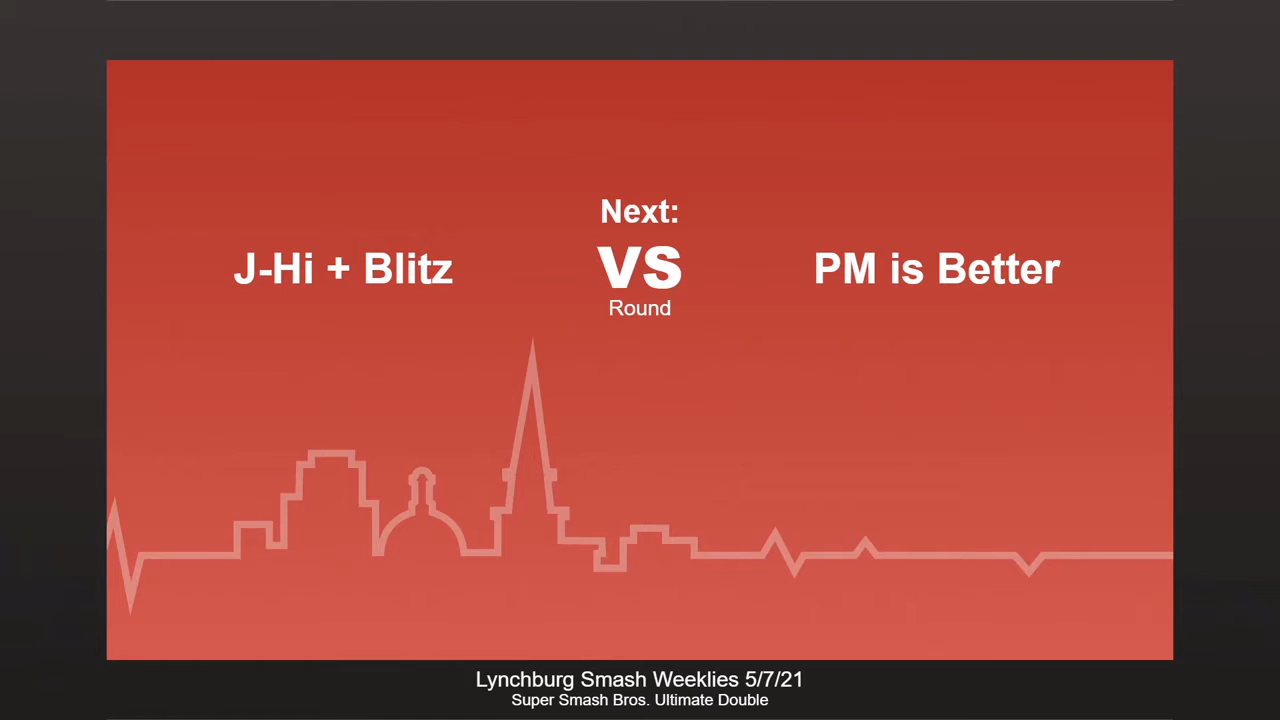 Next:
J-Hi + Blitz
VS
PM is Better
Round
Lynchburg Smash Weeklies 5/7/21
Super Smash Bros. Ultimate Double